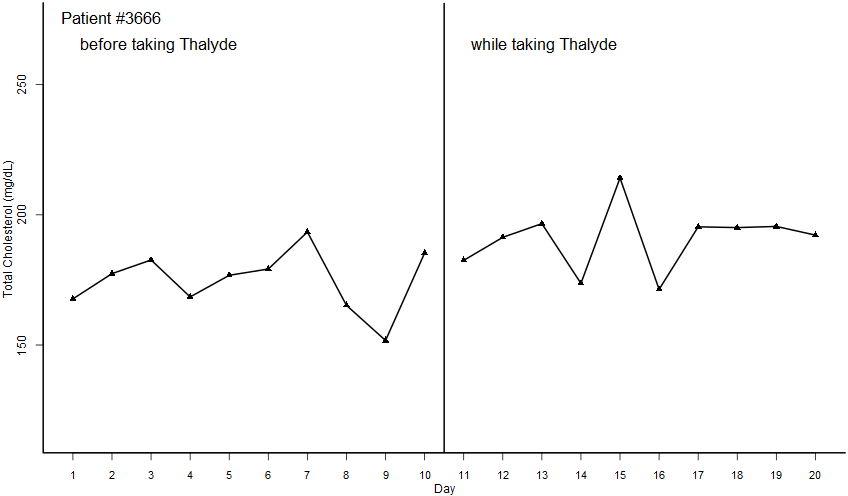 Patient #3666
before taking Thalyde
while taking Thalyde
Total Cholesterol (mg/dL)
250
200
150
1 2 3 4 5 6 7 8 9 10 11 12 13 14 15 16 17 18 19 20
Day